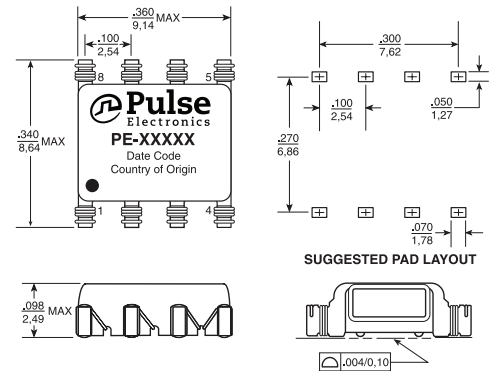 .360
9,14
MAX
.100
2,54
8
5
.340
8,64
MAX
Pulse
Electronics
PE-XXXXX
Date Code
Country of Origin
1
4
.300
7,62
.100
2,54
.050
1,27
.270
6,86
.070
1,78
SUGGESTED PAD LAYOUT
.098
2,49
MAX
.004/0,10